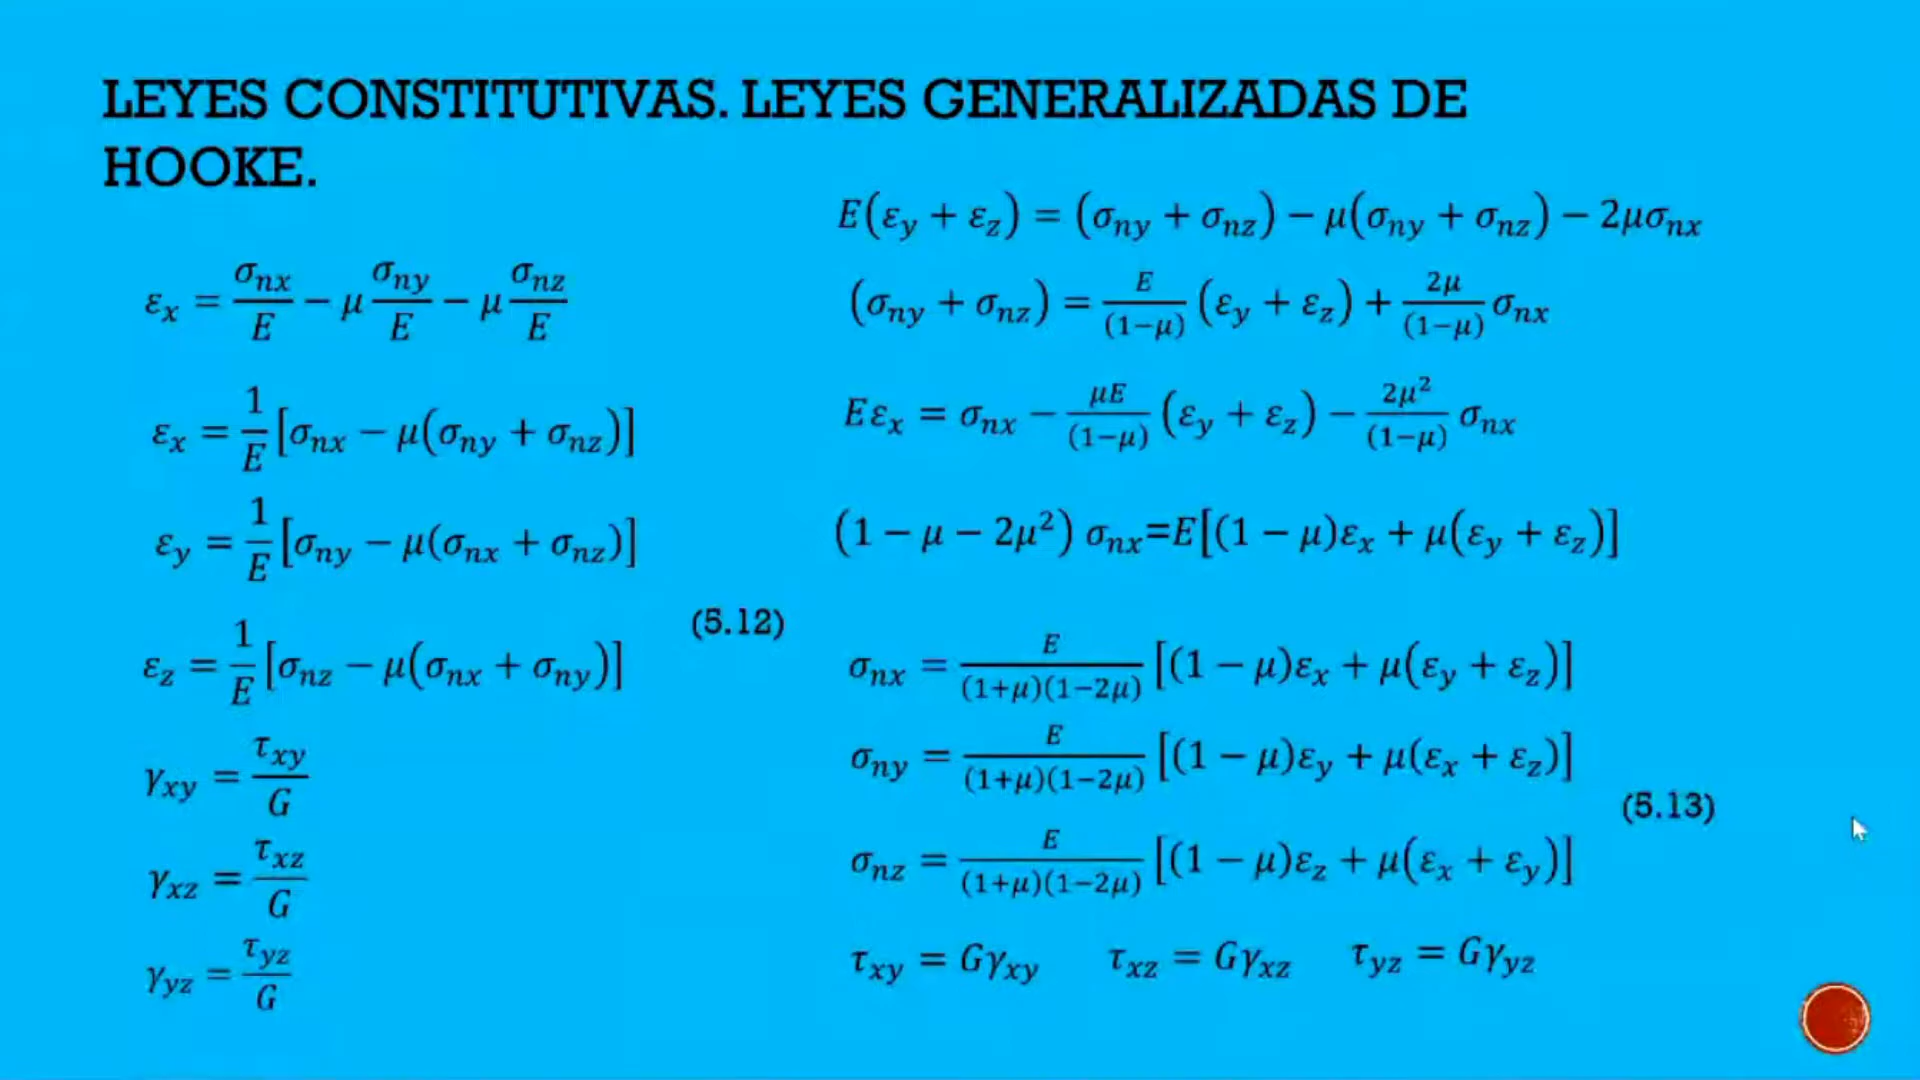 LEYES CONSTITUTIVAS. LEYES GENERALIZADAS DE
HOOKE.
εx = σnx/E − μ σny/E − μ σnz/E
εx = 1/E [σnx − μ(σny + σnz)]
εy = 1/E [σny − μ(σnx + σnz)]
εz = 1/E [σnz − μ(σnx + σny)]
(5.12)
γxy = τxy/G
γxz = τxz/G
γyz = τyz/G
E(εy + εz) = (σny + σnz) − μ(σny + σnz) − 2μσnx
(σny + σnz) = E/(1−μ) (εy + εz) + 2μ/(1−μ) σnx
Eεx = σnx − μE/(1−μ) (εy + εz) − 2μ²/(1−μ) σnx
(1 − μ − 2μ²) σnx=E[(1 − μ)εx + μ(εy + εz)]
σnx = E/(1+μ)(1−2μ) [(1 − μ)εx + μ(εy + εz)]
σny = E/(1+μ)(1−2μ) [(1 − μ)εy + μ(εx + εz)]
(5.13)
σnz = E/(1+μ)(1−2μ) [(1 − μ)εz + μ(εx + εy)]
τxy = Gγxy τxz = Gγxz τyz = Gγyz